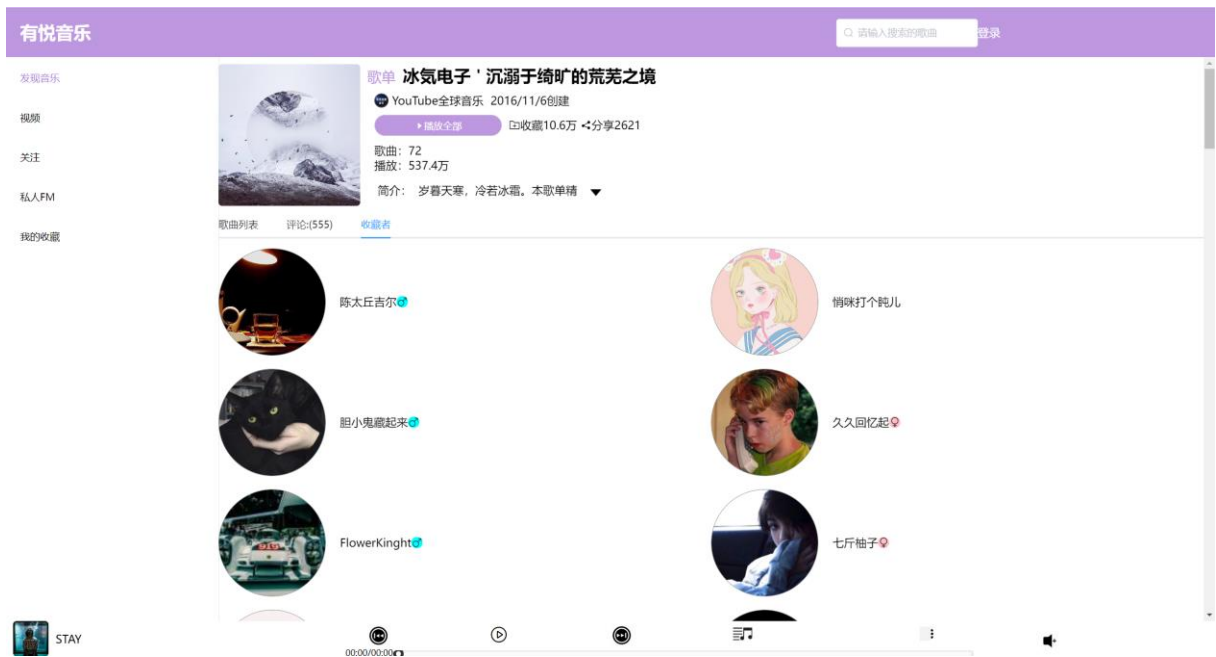 有悦音乐
请输入搜索的歌曲
登录
发现音乐
视频
关注
私人FM
我的收藏
歌单 冰气电子 ' 沉溺于绮旷的荒芜之境
YouTube全球音乐 2016/11/6创建
播放全部
收藏10.6万 分享2621
歌曲：72
播放：537.4万
简介： 岁暮天寒，冷若冰霜。本歌单精
歌曲列表 评论:(555) 收藏者
陈太丘吉尔♂
悄咪打个盹儿
胆小鬼藏起来♂
久久回忆起♀
FlowerKinght♂
七斤柚子♀
STAY
00:00/00:00